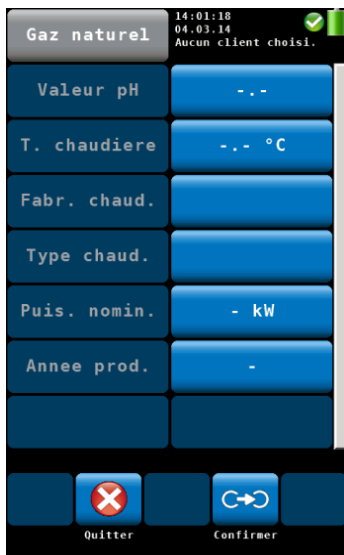 Gaz naturel
14:01:18
04.03.14
Aucun client choisi.
Valeur pH -.-
T. chaudiere -.- °C
Fabr. chaud.
Type chaud.
Puis. nomin. - kW
Annee prod. -
Quitter Confirmer